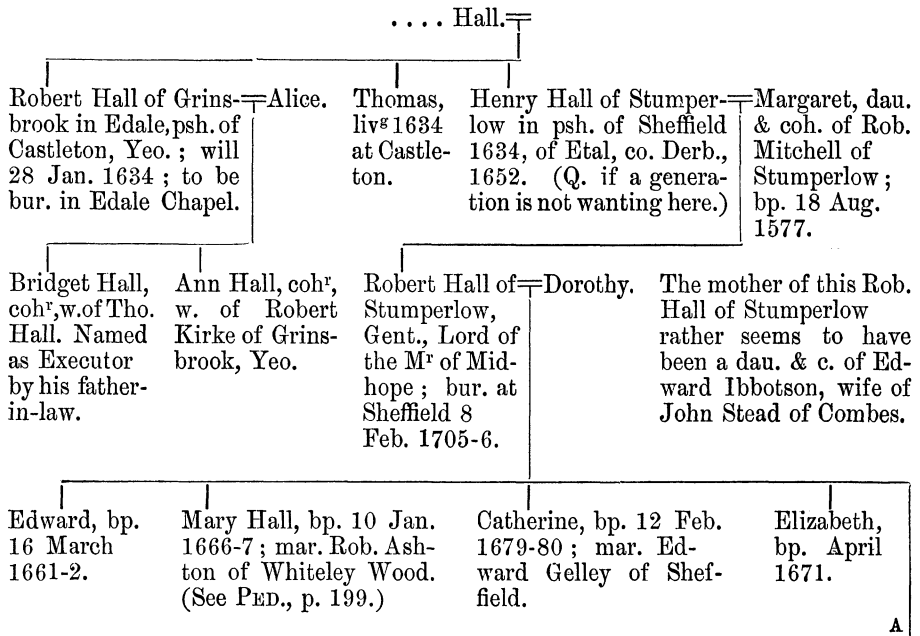 .... Hall.
Robert Hall of Grins-
brook in Edale, psh. of
Castleton, Yeo.; will
28 Jan. 1634; to be
bur. in Edale Chapel.
Alice.
Thomas,
livg 1634
at Castle-
ton.
Henry Hall of Stumper-
low in psh. of Sheffield
1634, of Etal, co. Derb.,
1652. (Q. if a genera-
tion is not wanting here.)
Margaret, dau.
& coh. of Rob.
Mitchell of
Stumperlow;
bp. 18 Aug.
1577.
Bridget Hall,
cohr, w. of Tho.
Hall. Named
as Executor
by his father-
in-law.
Ann Hall, cohr,
w. of Robert
Kirke of Grins-
brook, Yeo.
Robert Hall of
Stumperlow,
Gent., Lord of
the Mr of Mid-
hope; bur. at
Sheffield 8
Feb. 1705-6.
Dorothy.
The mother of this Rob.
Hall of Stumperlow
rather seems to have
been a dau. & c. of Ed-
ward Ibbotson, wife of
John Stead of Combes.
Edward, bp.
16 March
1661-2.
Mary Hall, bp. 10 Jan.
1666-7; mar. Rob. Ash-
ton of Whiteley Wood.
(See PED., p. 199.)
Catherine, bp. 12 Feb.
1679-80; mar. Ed-
ward Gelley of Shef-
field.
Elizabeth,
bp. April
1671.
A